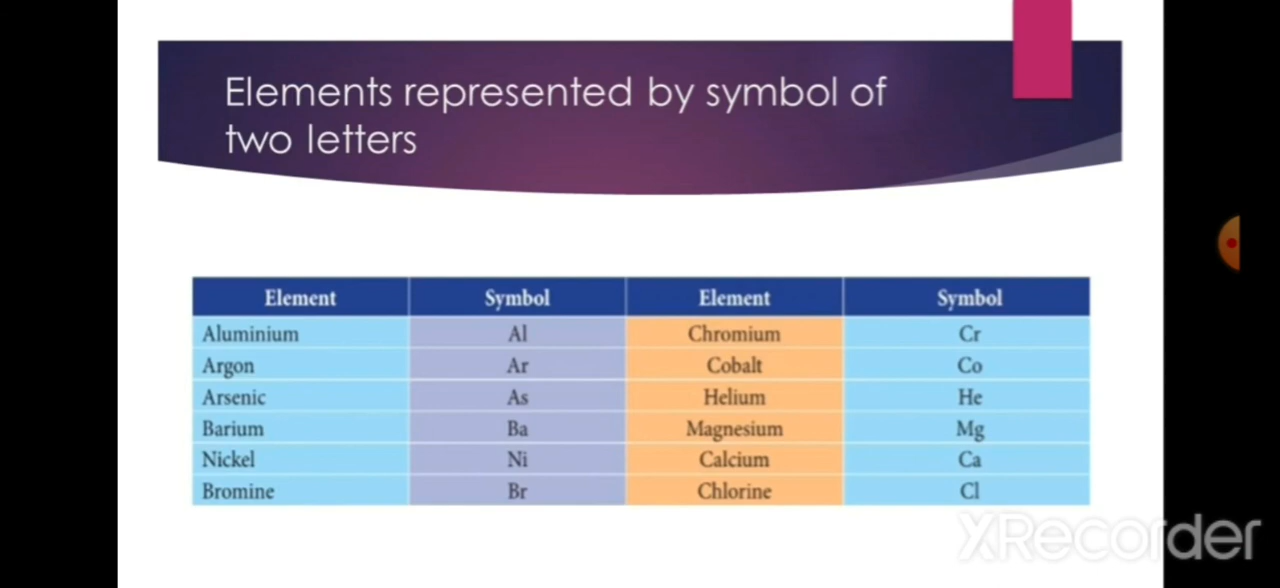 Elements represented by symbol of
two letters
Element Symbol Element Symbol
Aluminium Al Chromium Cr
Argon Ar Cobalt Co
Arsenic As Helium He
Barium Ba Magnesium Mg
Nickel Ni Calcium Ca
Bromine Br Chlorine Cl
XRecorder